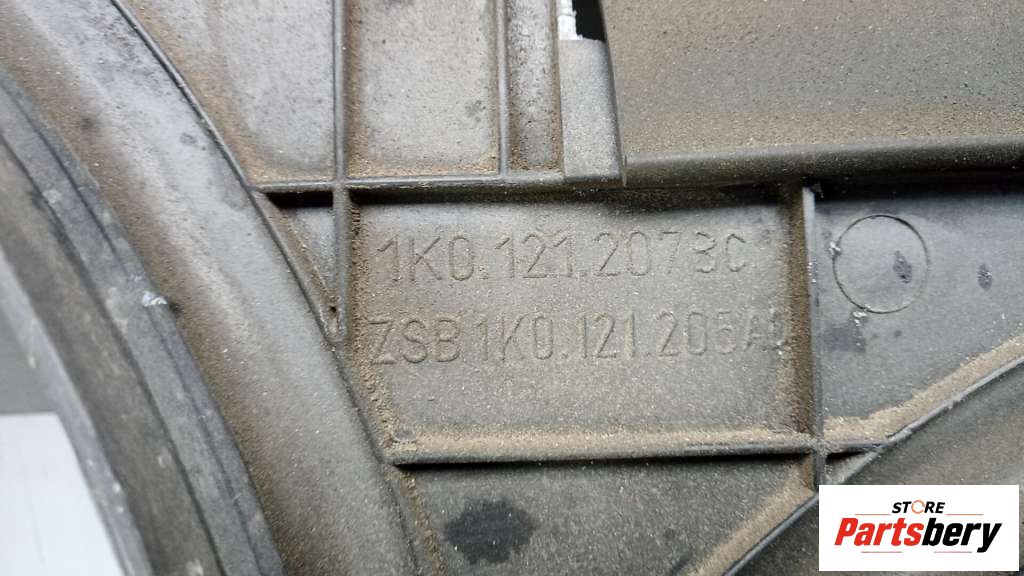 1K0.121.207BC
ZSB 1K0.121.205AD
STORE
Partsbery